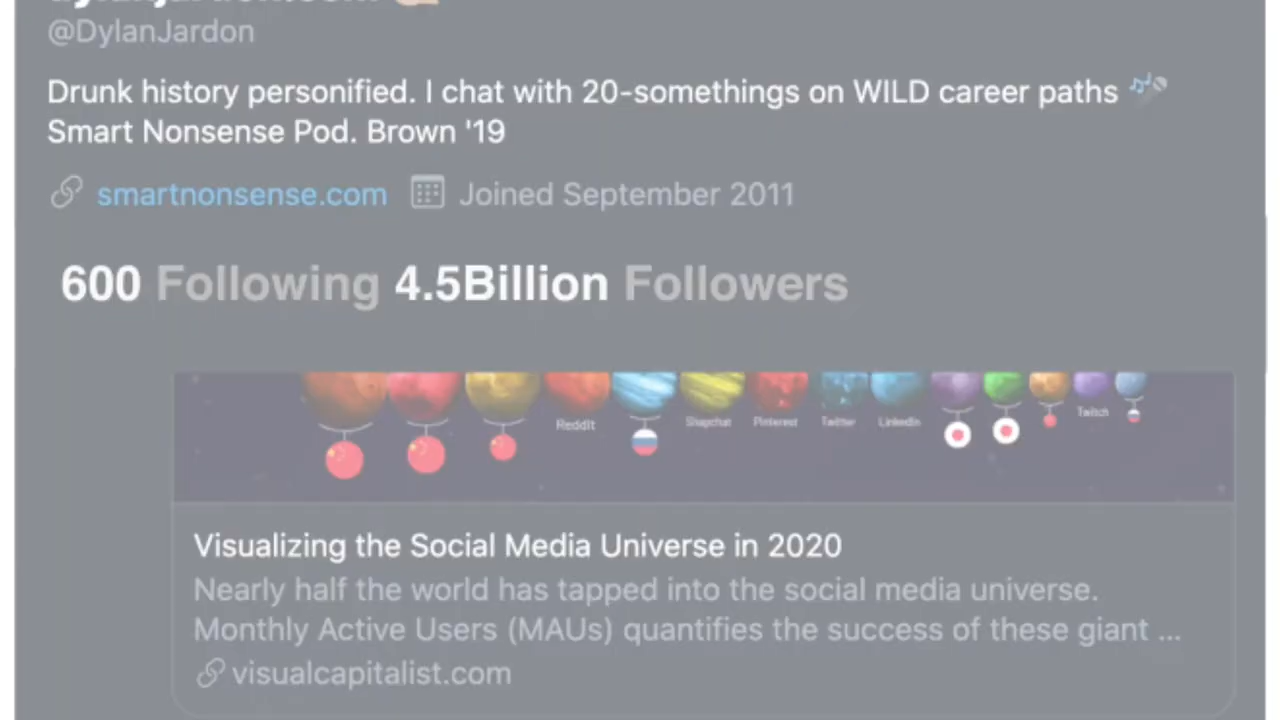 @DylanJardon
Drunk history personified. I chat with 20-somethings on WILD career paths
Smart Nonsense Pod. Brown '19
smartnonsense.com Joined September 2011
600 Following 4.5Billion Followers
Reddit Snapchat Pinterest Twitter LinkedIn Twitch
Visualizing the Social Media Universe in 2020
Nearly half the world has tapped into the social media universe.
Monthly Active Users (MAUs) quantifies the success of these giant ...
visualcapitalist.com